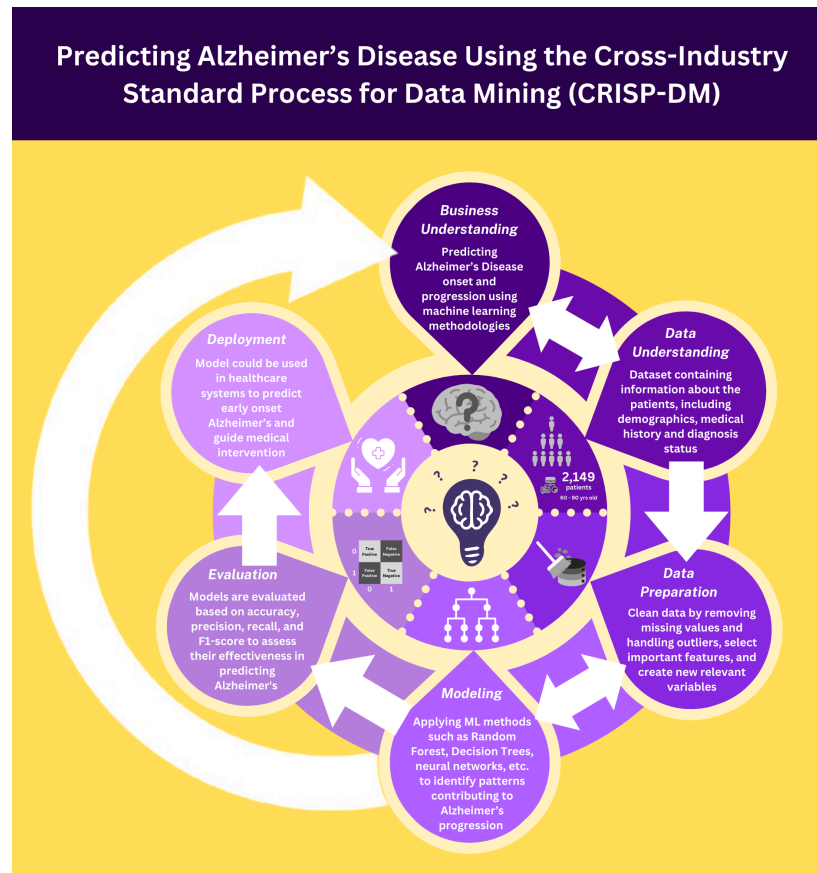 Predicting Alzheimer's Disease Using the Cross-Industry
Standard Process for Data Mining (CRISP-DM)
Business
Understanding
Predicting
Alzheimer's Disease
onset and
progression using
machine learning
methodologies
Data
Understanding
Dataset containing
information about the
patients, including
demographics, medical
history and diagnosis
status
Data
Preparation
Clean data by removing
missing values and
handling outliers, select
important features, and
create new relevant
variables
Modeling
Applying ML methods
such as Random
Forest, Decision Trees,
neural networks, etc.
to identify patterns
contributing to
Alzheimer's
progression
Evaluation
Models are evaluated
based on accuracy,
precision, recall, and
F1-score to assess
their effectiveness in
predicting
Alzheimer's
Deployment
Model could be used
in healthcare
systems to predict
early onset
Alzheimer's and
guide medical
intervention
?
2,149
patients
60 - 90 yrs old
? ? ? ? ? ?
0
True
Positive
False
Negative
1
False
Positive
True
Negative
0 1